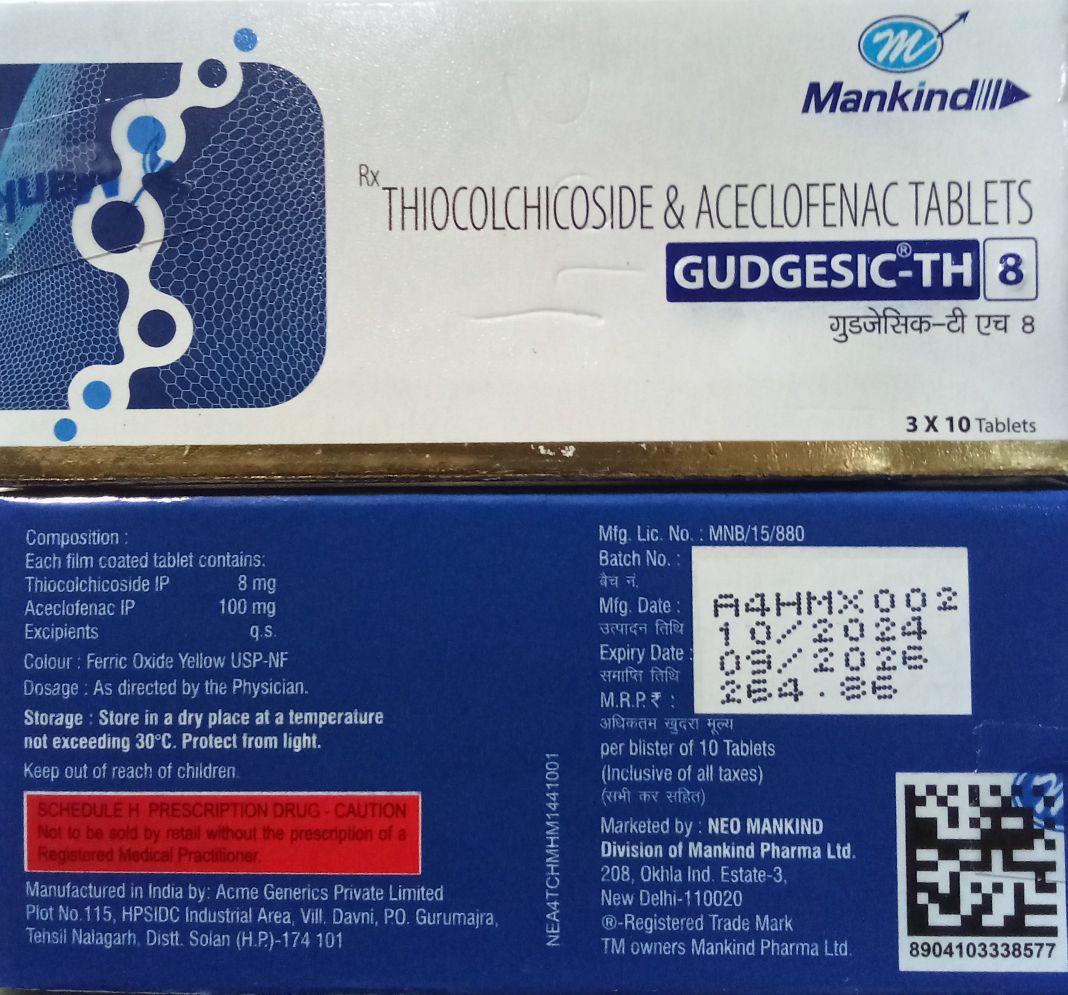 Mankind
Rx
THIOCOLCHICOSIDE & ACECLOFENAC TABLETS
GUDGESIC®-TH 8
गुडजेसिक-टी एच 8
3 X 10 Tablets
Composition :
Each film coated tablet contains:
Thiocolchicoside IP 8 mg
Aceclofenac IP 100 mg
Excipients q.s.
Colour : Ferric Oxide Yellow USP-NF
Dosage : As directed by the Physician.
Storage : Store in a dry place at a temperature
not exceeding 30°C. Protect from light.
Keep out of reach of children.
SCHEDULE H PRESCRIPTION DRUG - CAUTION
Not to be sold by retail without the prescription of a
Registered Medical Practitioner.
Manufactured in India by: Acme Generics Private Limited
Plot No.115, HPSIDC Industrial Area, Vill. Davni, PO. Gurumajra,
Tehsil Nalagarh, Distt. Solan (H.P.)-174 101
NEA4TCHMHM1441001
Mfg. Lic. No. : MNB/15/880
Batch No. : A4HMX002
बैच नं.
Mfg. Date : 10/2024
उत्पादन तिथि
Expiry Date : 09/2026
समाप्ति तिथि
M.R.P. ₹ : 264.86
अधिकतम खुदरा मूल्य
per blister of 10 Tablets
(Inclusive of all taxes)
(सभी कर सहित)
Marketed by : NEO MANKIND
Division of Mankind Pharma Ltd.
208, Okhla Ind. Estate-3,
New Delhi-110020
®-Registered Trade Mark
TM owners Mankind Pharma Ltd.
8904103338577